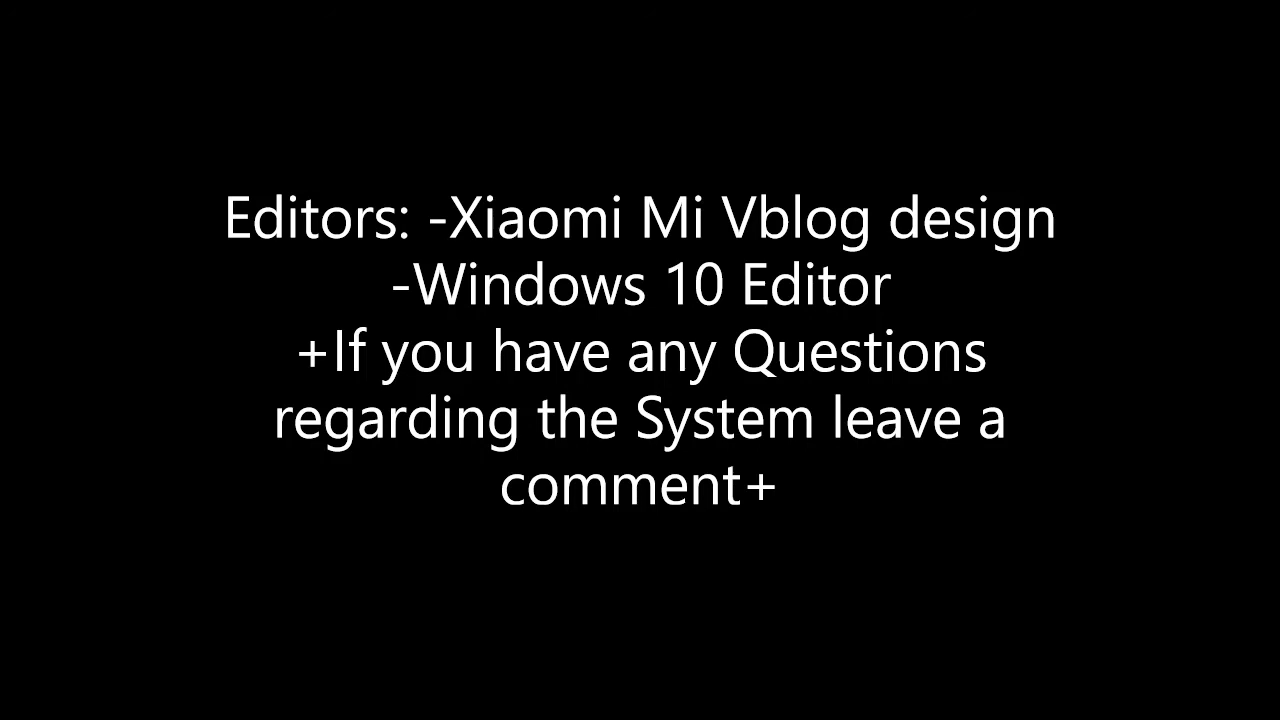 Editors: -Xiaomi Mi Vblog design
-Windows 10 Editor
+If you have any Questions
regarding the System leave a
comment+